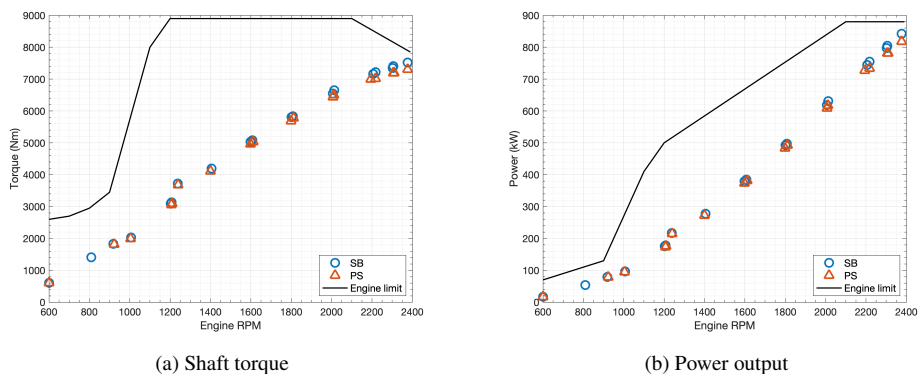 9000
8000
7000
6000
5000
4000
3000
2000
1000
0
Torque (Nm)
SB
PS
Engine limit
600 800 1000 1200 1400 1600 1800 2000 2200 2400
Engine RPM
(a) Shaft torque
900
800
700
600
500
400
300
200
100
0
Power (kW)
SB
PS
Engine limit
600 800 1000 1200 1400 1600 1800 2000 2200 2400
Engine RPM
(b) Power output